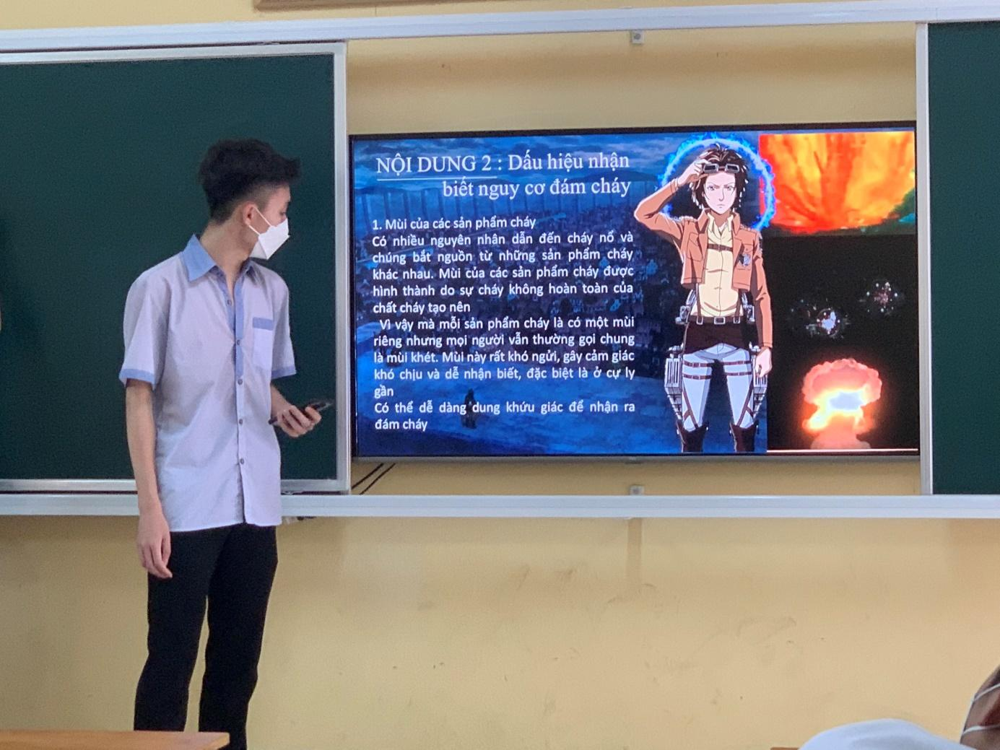 NỘI DUNG 2 : Dấu hiệu nhận
biết nguy cơ đám cháy
1. Mùi của các sản phẩm cháy
Có nhiều nguyên nhân dẫn đến cháy nổ và
chúng bắt nguồn từ những sản phẩm cháy
khác nhau. Mùi của các sản phẩm cháy được
hình thành do sự cháy không hoàn toàn của
chất cháy tạo nên
Vì vậy mà mỗi sản phẩm cháy là có một mùi
riêng nhưng mọi người vẫn thường gọi chung
là mùi khét. Mùi này rất khó ngửi, gây cảm giác
khó chịu và dễ nhận biết, đặc biệt là ở cự ly
gần
Có thể dễ dàng dung khứu giác để nhận ra
đám cháy